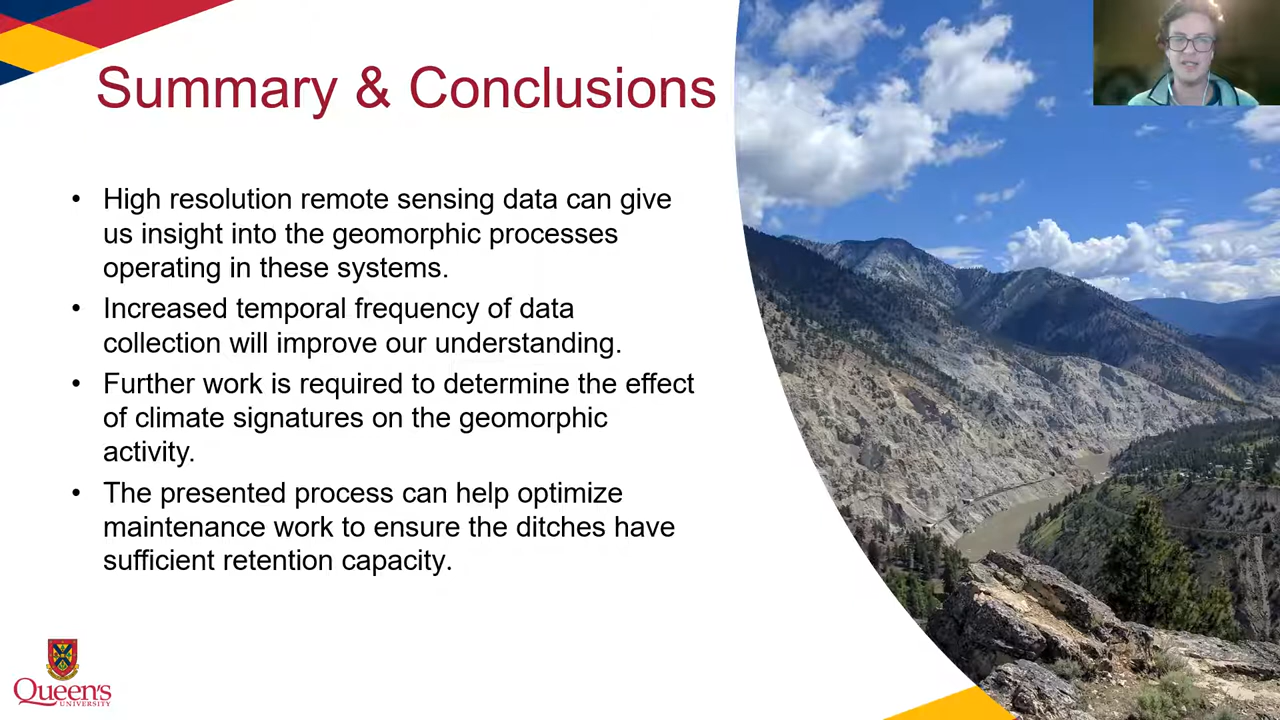 Summary & Conclusions
• High resolution remote sensing data can give
us insight into the geomorphic processes
operating in these systems.
• Increased temporal frequency of data
collection will improve our understanding.
• Further work is required to determine the effect
of climate signatures on the geomorphic
activity.
• The presented process can help optimize
maintenance work to ensure the ditches have
sufficient retention capacity.
Queen's
UNIVERSITY